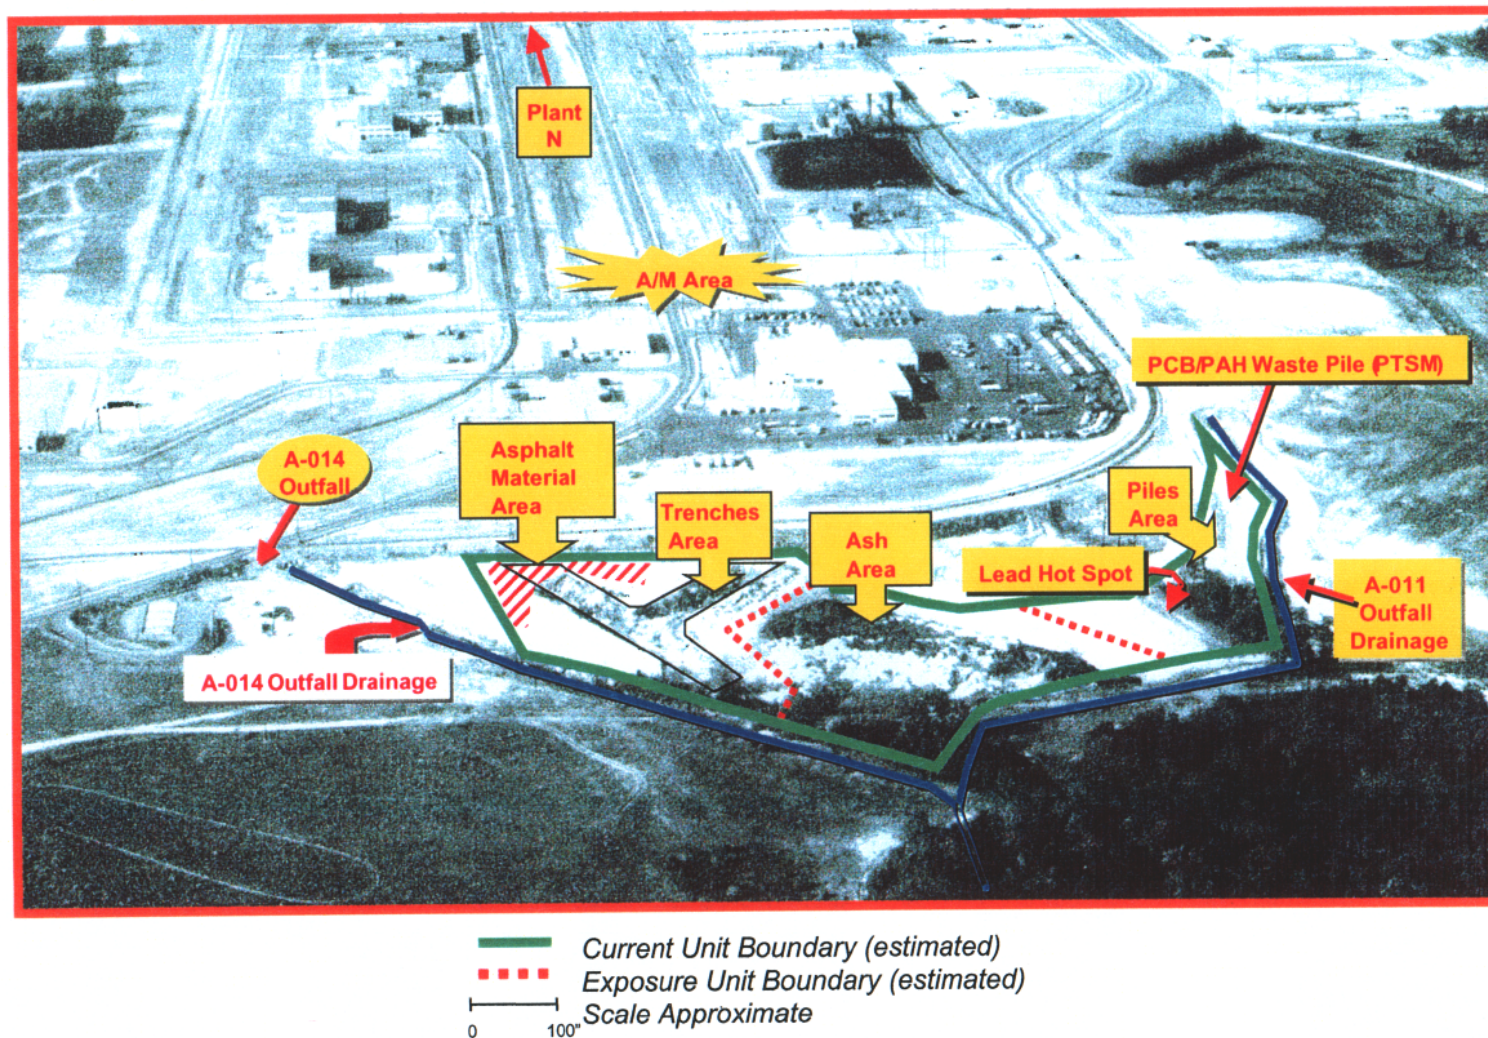 Plant
N
A/M Area
PCB/PAH Waste Pile (PTSM)
A-014
Outfall
Asphalt
Material
Area
Trenches
Area
Ash
Area
Piles
Area
Lead Hot Spot
A-011
Outfall
Drainage
A-014 Outfall Drainage
Current Unit Boundary (estimated)
Exposure Unit Boundary (estimated)
Scale Approximate
0 100"